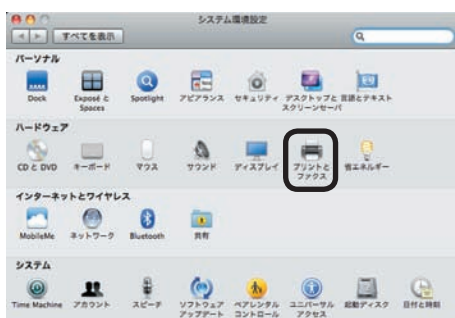 システム環境設定
すべてを表示
パーソナル
Dock
Exposé と
Spaces
Spotlight
アピアランス
セキュリティ
デスクトップと
スクリーンセーバ
言語とテキスト
ハードウェア
CD と DVD
キーボード
マウス
サウンド
ディスプレイ
プリントと
ファクス
省エネルギー
インターネットとワイヤレス
MobileMe
ネットワーク
Bluetooth
共有
システム
Time Machine
アカウント
スピーチ
ソフトウェア
アップデート
ペアレンタル
コントロール
ユニバーサル
アクセス
起動ディスク
日付と時刻